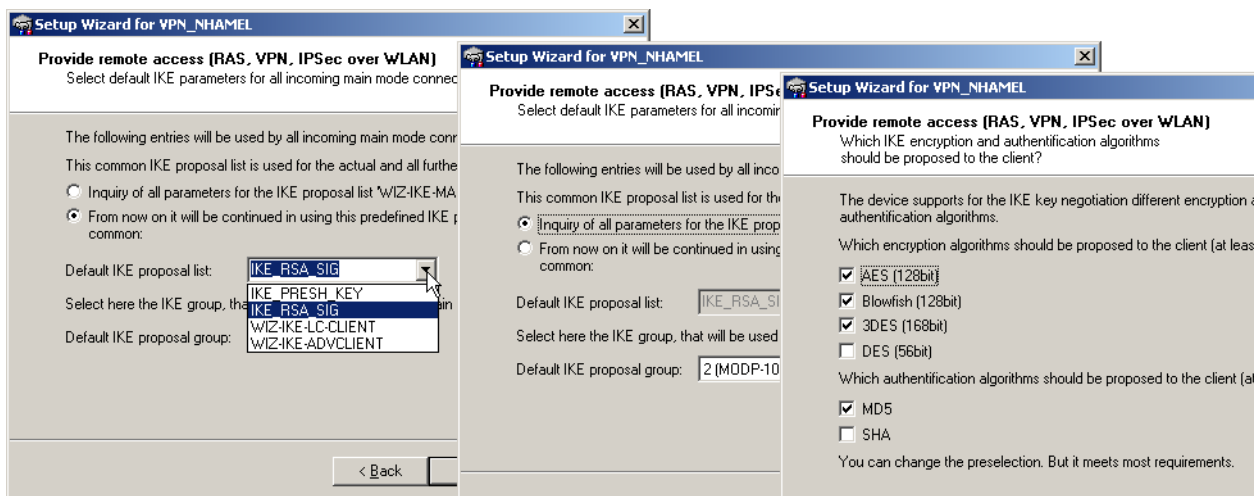 Setup Wizard for VPN_NHAMEL
Provide remote access (RAS, VPN, IPSec over WLAN)
Select default IKE parameters for all incoming main mode
The following entries will be used by all incoming main mode
This common IKE proposal list is used for the actual and all
Inquiry of all parameters for the IKE proposal list 'WIZ-IKE-MA
From now on it will be continued in using this predefined IKE
common:
Default IKE proposal list: IKE_RSA_SIG
IKE_PRESH_KEY
IKE_RSA_SIG
WIZ-IKE-LC-CLIENT
WIZ-IKE-ADVCLIENT
Select here the IKE group, that
Default IKE proposal group:
< Back
Setup Wizard for VPN_NHAMEL
Provide remote access (RAS, VPN,
Select default IKE parameters for all
The following entries will be used by all
This common IKE proposal list is used for
Inquiry of all parameters for the IKE
From now on it will be continued in using
common:
Default IKE proposal list: IKE_RSA_SI
Select here the IKE group, that will be used
Default IKE proposal group: 2 (MODP-10
Setup Wizard for VPN_NHAMEL
Provide remote access (RAS, VPN, IPSec over WLAN)
Which IKE encryption and authentification algorithms
should be proposed to the client?
The device supports for the IKE key negotiation different encryption
authentification algorithms.
Which encryption algorithms should be proposed to the client (at
AES (128bit)
Blowfish (128bit)
3DES (168bit)
DES (56bit)
Which authentification algorithms should be proposed to the client
MD5
SHA
You can change the preselection. But it meets most requirements.